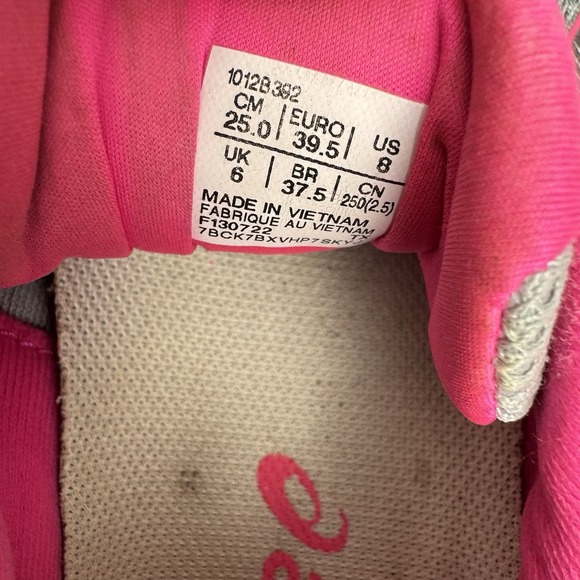 1012B392
CM 25.0 | EURO 39.5 | US 8
UK 6 | BR 37.5 | CN 250(2.5)
MADE IN VIETNAM
FABRIQUE AU VIETNAM
F130722